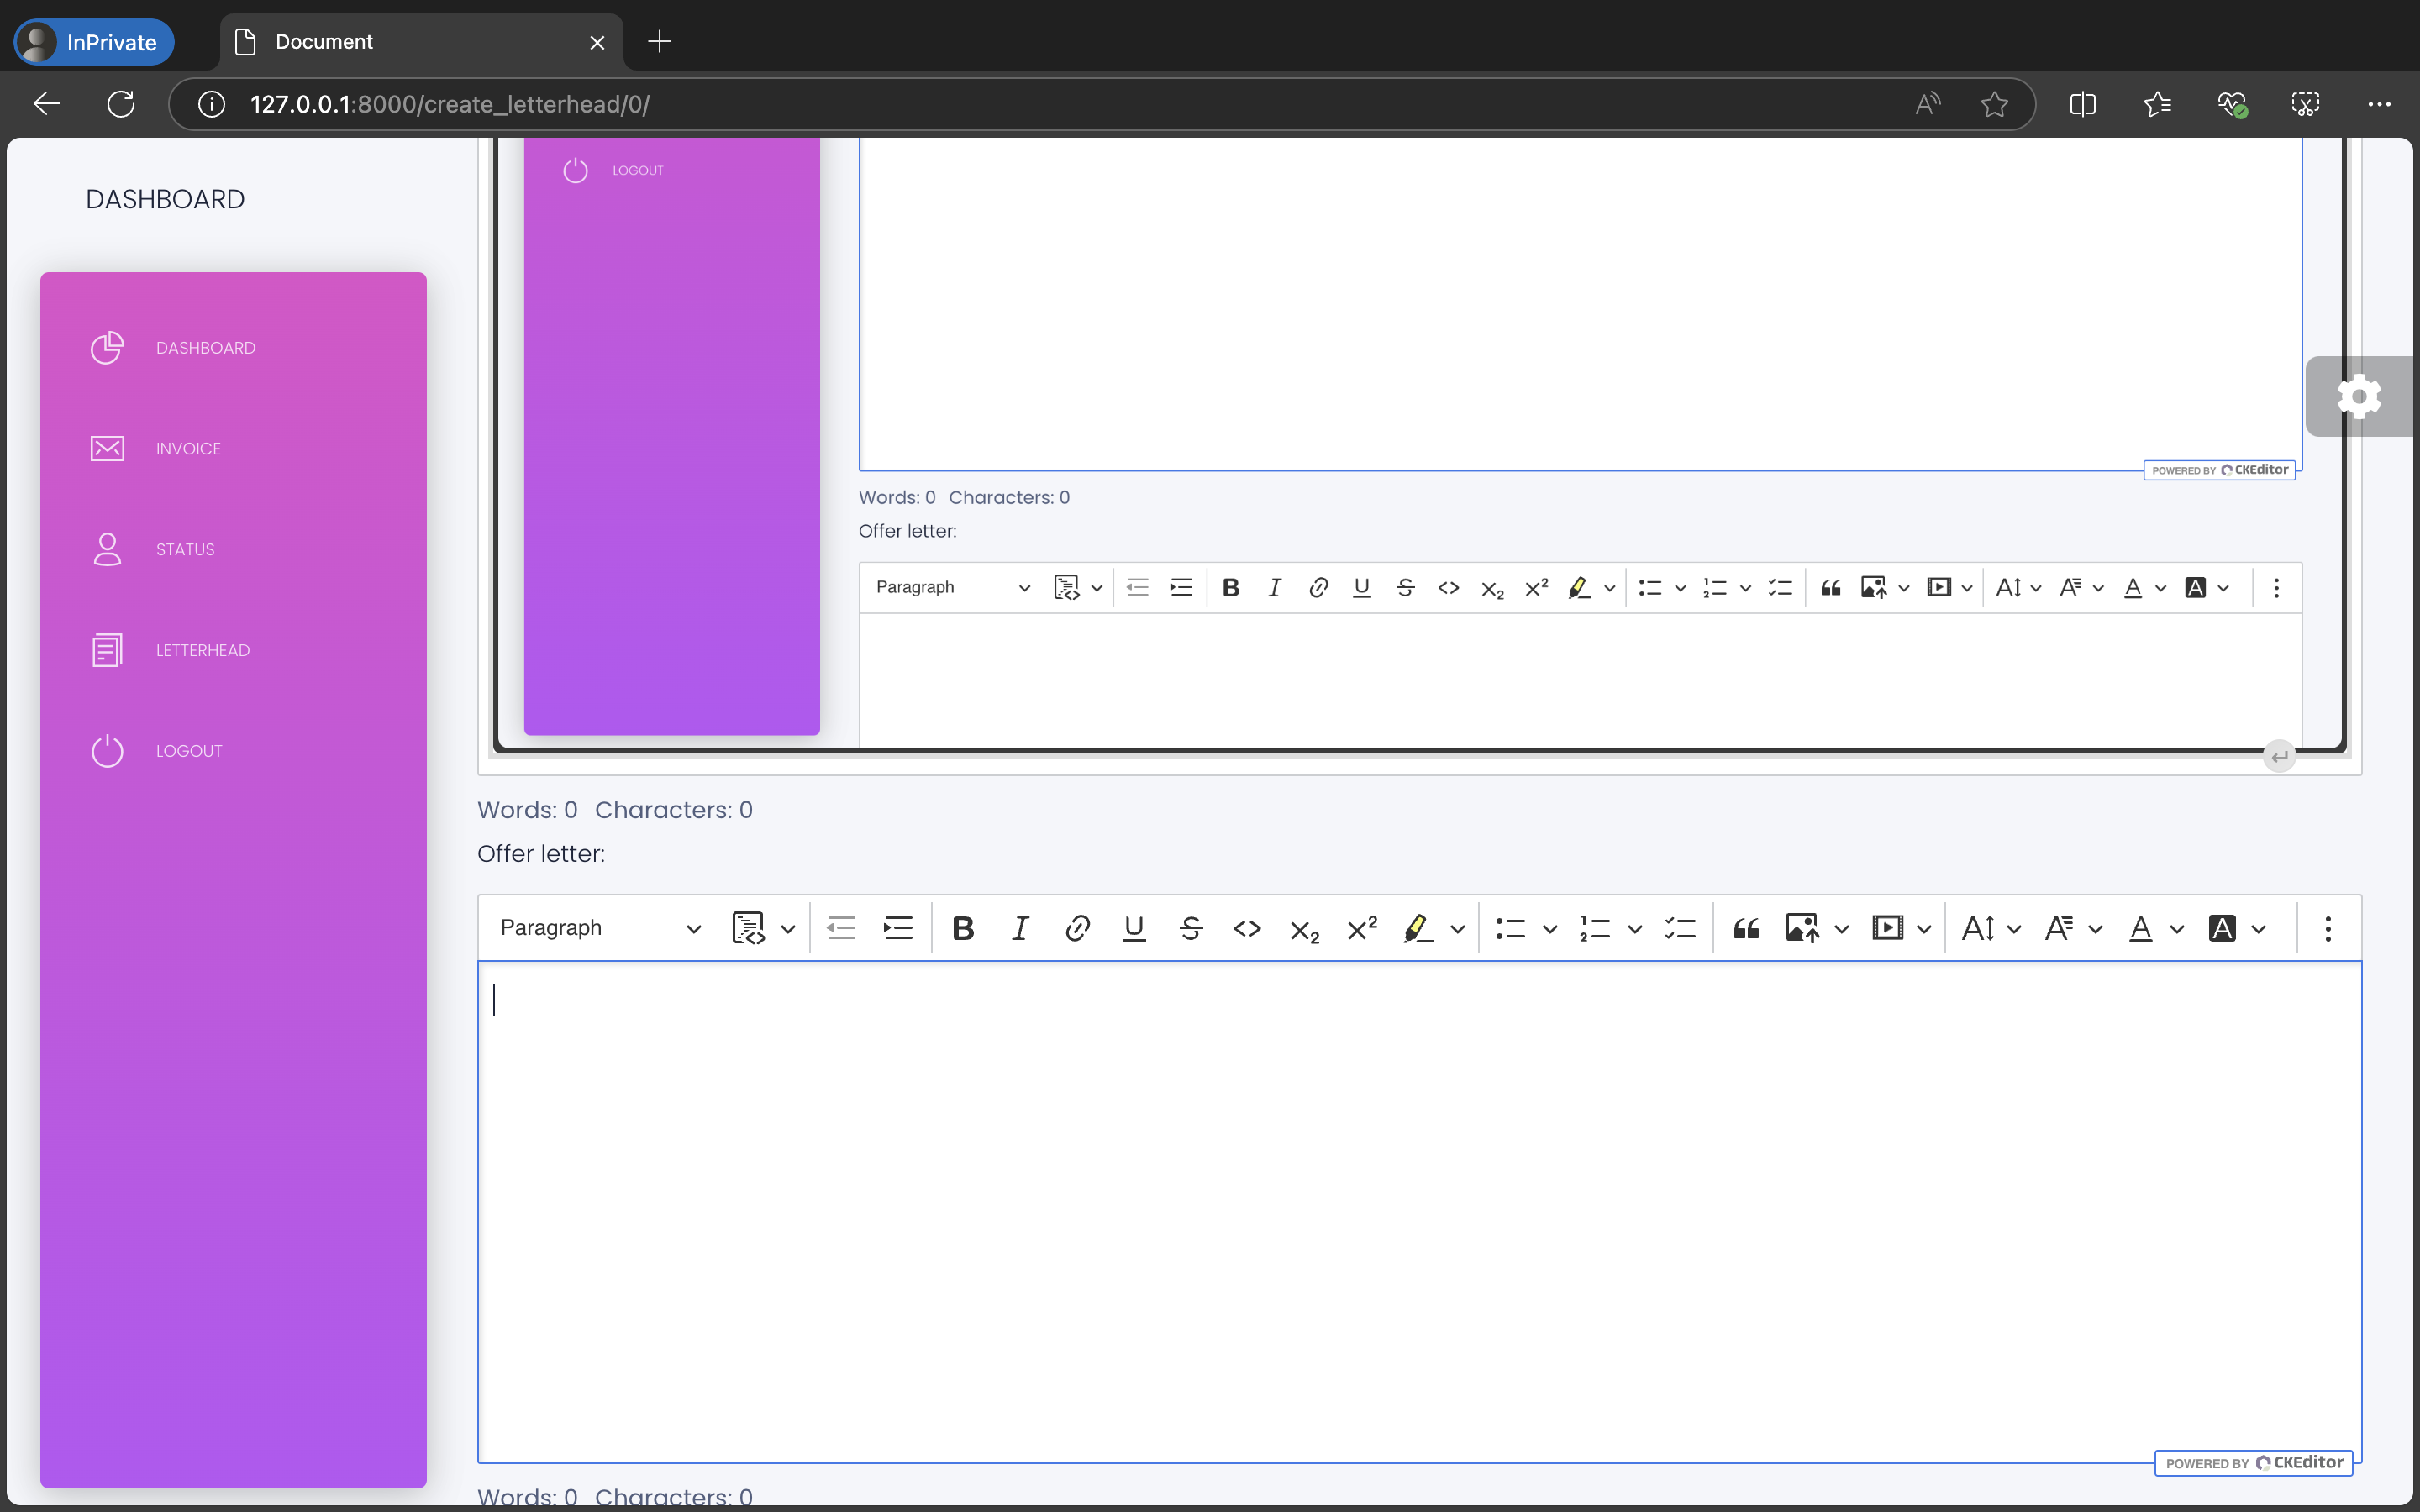 InPrivate
Document
127.0.0.1:8000/create_letterhead/0/
DASHBOARD
DASHBOARD
INVOICE
STATUS
LETTERHEAD
LOGOUT
LOGOUT
POWERED BY CKEditor
Words: 0 Characters: 0
Offer letter:
Paragraph
Words: 0 Characters: 0
Offer letter:
Paragraph
POWERED BY CKEditor
Words: 0 Characters: 0